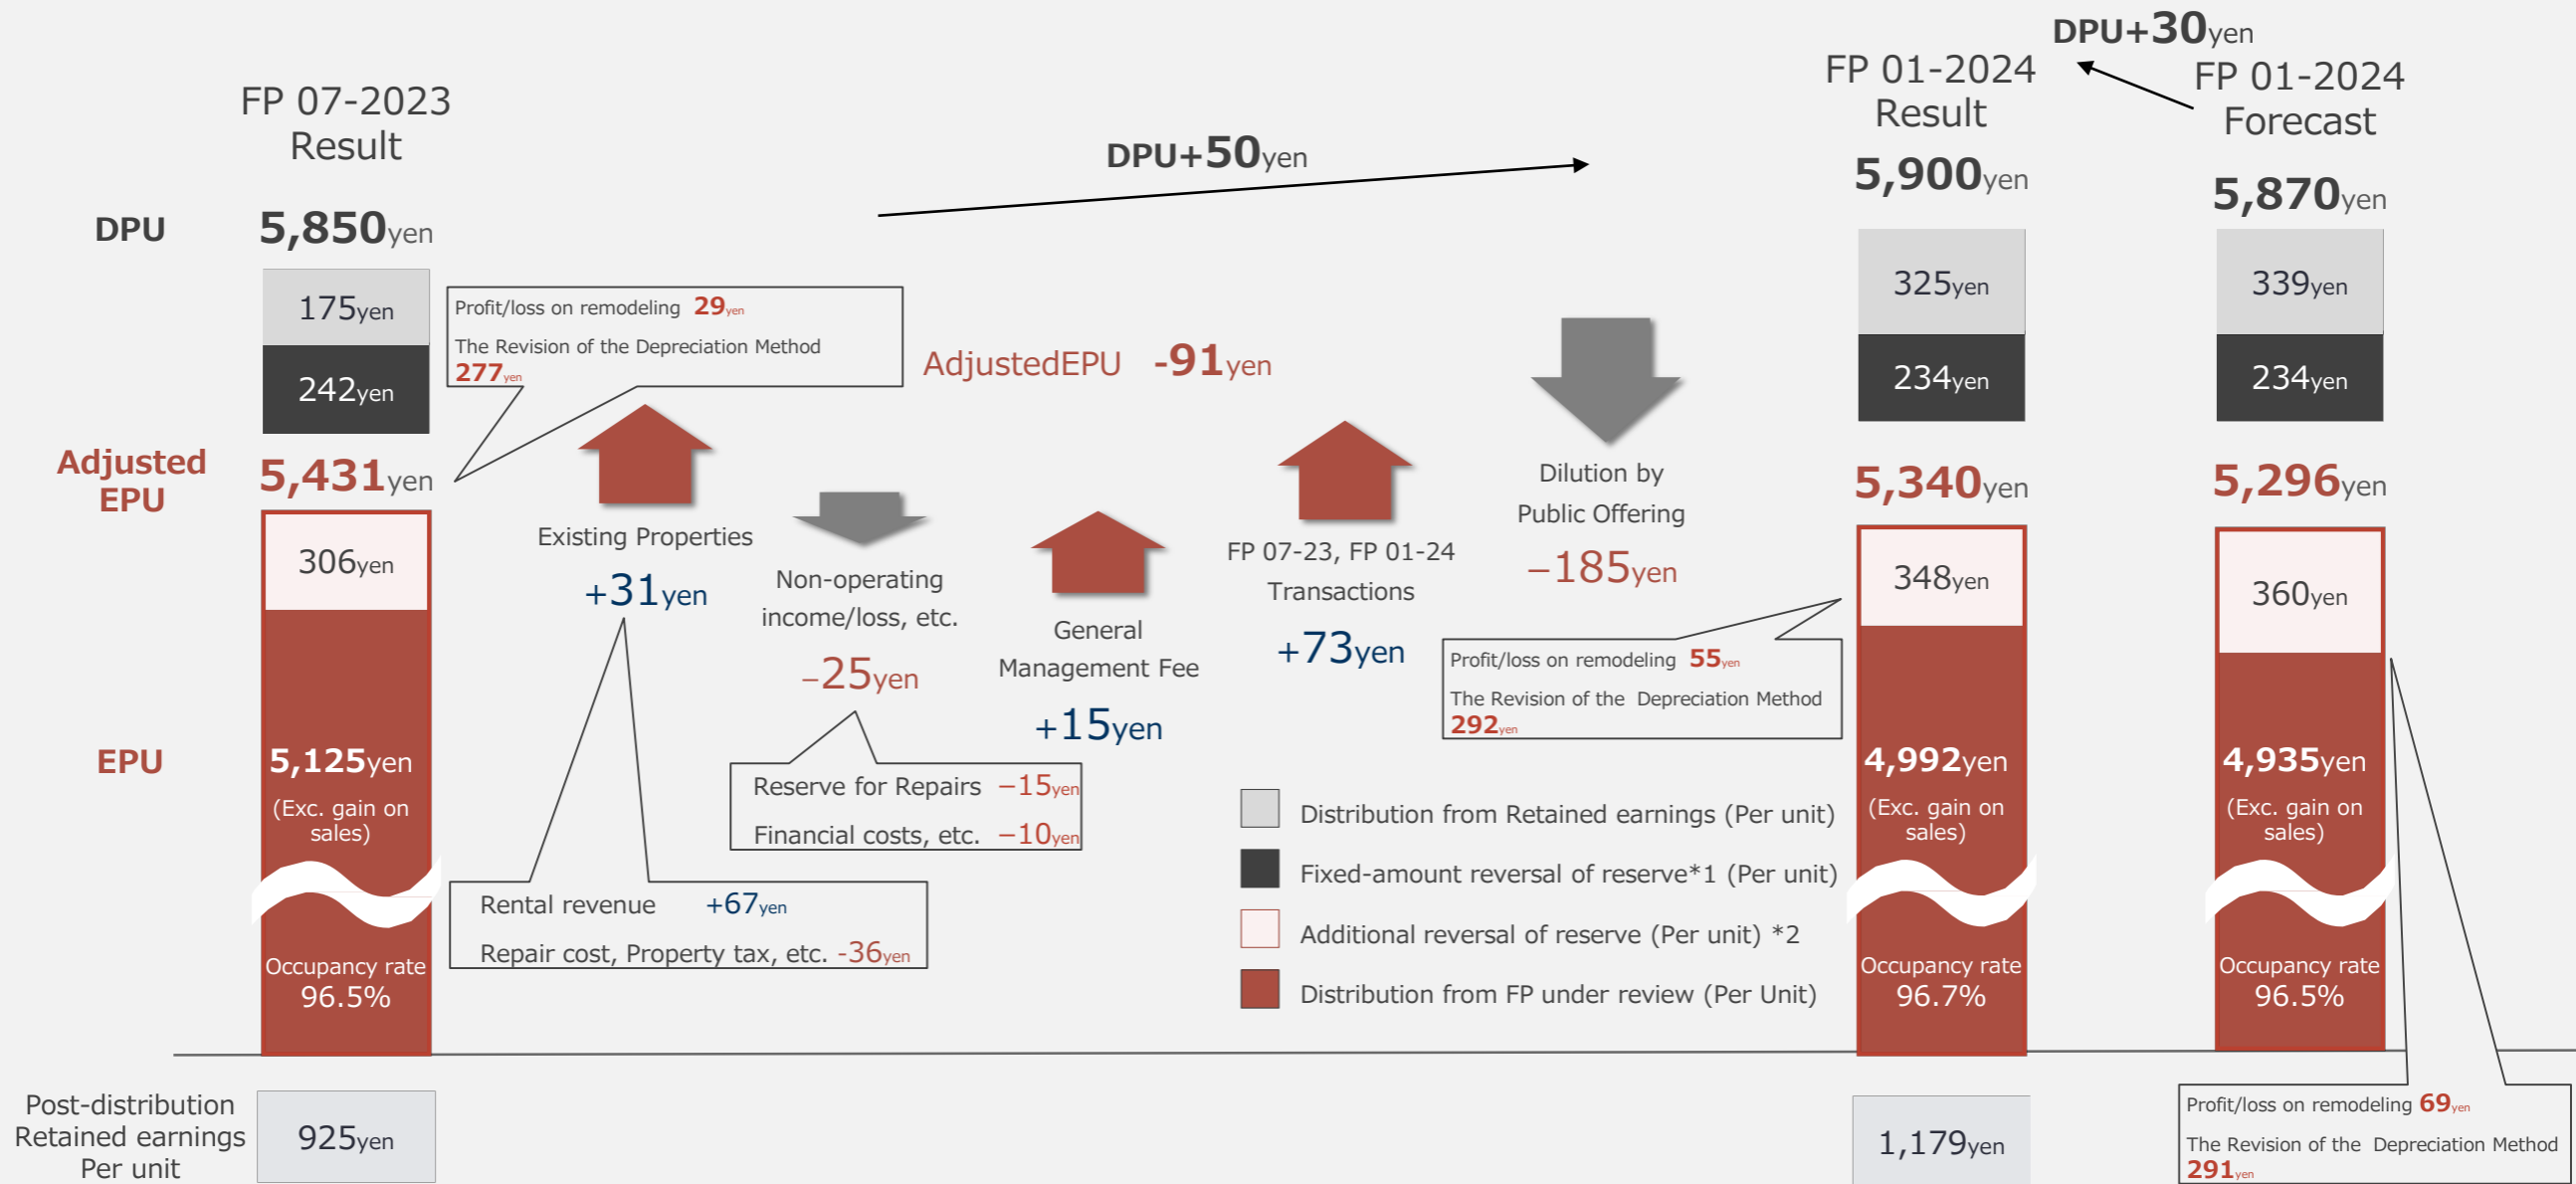 DPU+30yen
FP 07-2023
Result
DPU+50yen
FP 01-2024
Result
FP 01-2024
Forecast
DPU
5,850yen
5,900yen
5,870yen
175yen
242yen
Profit/loss on remodeling 29yen
The Revision of the Depreciation Method
277yen
AdjustedEPU -91yen
325yen
234yen
339yen
234yen
Adjusted
EPU
5,431yen
5,340yen
5,296yen
306yen
Existing Properties
+31yen
Non-operating
income/loss, etc.
−25yen
General
Management Fee
+15yen
FP 07-23, FP 01-24
Transactions
+73yen
Dilution by
Public Offering
−185yen
348yen
360yen
Profit/loss on remodeling 55yen
The Revision of the Depreciation Method
292yen
EPU
5,125yen
(Exc. gain on
sales)
Reserve for Repairs −15yen
Financial costs, etc. −10yen
4,992yen
(Exc. gain on
sales)
4,935yen
(Exc. gain on
sales)
Distribution from Retained earnings (Per unit)
Fixed-amount reversal of reserve*1 (Per unit)
Additional reversal of reserve (Per unit) *2
Distribution from FP under review (Per Unit)
Rental revenue +67yen
Repair cost, Property tax, etc. -36yen
Occupancy rate
96.5%
Occupancy rate
96.7%
Occupancy rate
96.5%
Post-distribution
Retained earnings
Per unit
925yen
1,179yen
Profit/loss on remodeling 69yen
The Revision of the Depreciation Method
291yen